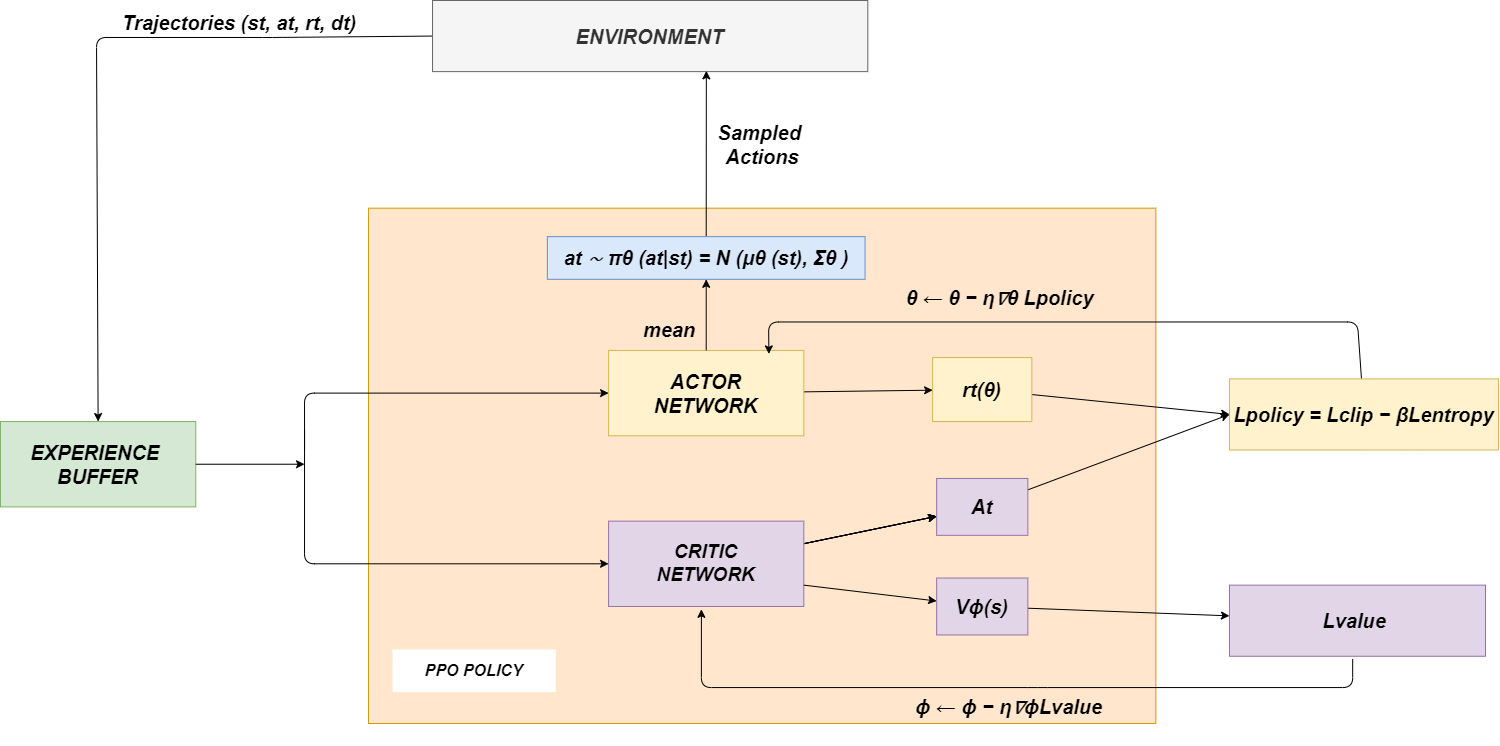 Trajectories (st, at, rt, dt)
ENVIRONMENT
Sampled
Actions
at ∼ πθ (at|st) = N (μθ (st), Σθ )
θ ← θ − η∇θ Lpolicy
mean
ACTOR
NETWORK
rt(θ)
Lpolicy = Lclip − βLentropy
EXPERIENCE
BUFFER
At
CRITIC
NETWORK
Vϕ(s)
Lvalue
PPO POLICY
ϕ ← ϕ − η∇ϕLvalue